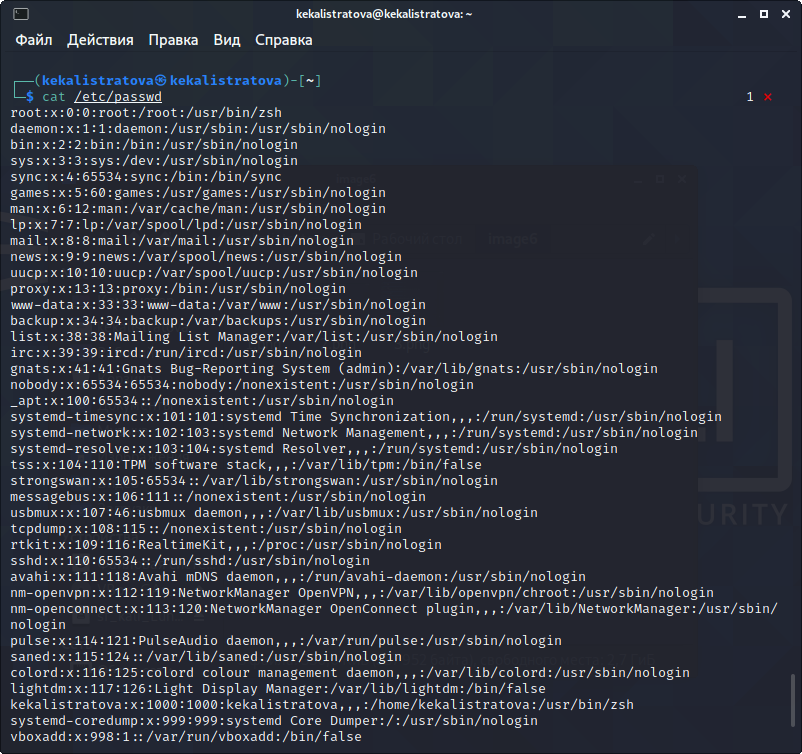 kekalistratova@kekalistratova: ~
Файл Действия Правка Вид Справка
┌──(kekalistratova㉿kekalistratova)-[~]
└─$ cat /etc/passwd 1 ⨯
root:x:0:0:root:/root:/usr/bin/zsh
daemon:x:1:1:daemon:/usr/sbin:/usr/sbin/nologin
bin:x:2:2:bin:/bin:/usr/sbin/nologin
sys:x:3:3:sys:/dev:/usr/sbin/nologin
sync:x:4:65534:sync:/bin:/bin/sync
games:x:5:60:games:/usr/games:/usr/sbin/nologin
man:x:6:12:man:/var/cache/man:/usr/sbin/nologin
lp:x:7:7:lp:/var/spool/lpd:/usr/sbin/nologin
mail:x:8:8:mail:/var/mail:/usr/sbin/nologin
news:x:9:9:news:/var/spool/news:/usr/sbin/nologin
uucp:x:10:10:uucp:/var/spool/uucp:/usr/sbin/nologin
proxy:x:13:13:proxy:/bin:/usr/sbin/nologin
www-data:x:33:33:www-data:/var/www:/usr/sbin/nologin
backup:x:34:34:backup:/var/backups:/usr/sbin/nologin
list:x:38:38:Mailing List Manager:/var/list:/usr/sbin/nologin
irc:x:39:39:ircd:/run/ircd:/usr/sbin/nologin
gnats:x:41:41:Gnats Bug-Reporting System (admin):/var/lib/gnats:/usr/sbin/nologin
nobody:x:65534:65534:nobody:/nonexistent:/usr/sbin/nologin
_apt:x:100:65534::/nonexistent:/usr/sbin/nologin
systemd-timesync:x:101:101:systemd Time Synchronization,,,:/run/systemd:/usr/sbin/nologin
systemd-network:x:102:103:systemd Network Management,,,:/run/systemd:/usr/sbin/nologin
systemd-resolve:x:103:104:systemd Resolver,,,:/run/systemd:/usr/sbin/nologin
tss:x:104:110:TPM software stack,,,:/var/lib/tpm:/bin/false
strongswan:x:105:65534::/var/lib/strongswan:/usr/sbin/nologin
messagebus:x:106:111::/nonexistent:/usr/sbin/nologin
usbmux:x:107:46:usbmux daemon,,,:/var/lib/usbmux:/usr/sbin/nologin
tcpdump:x:108:115::/nonexistent:/usr/sbin/nologin
rtkit:x:109:116:RealtimeKit,,,:/proc:/usr/sbin/nologin
sshd:x:110:65534::/run/sshd:/usr/sbin/nologin
avahi:x:111:118:Avahi mDNS daemon,,,:/run/avahi-daemon:/usr/sbin/nologin
nm-openvpn:x:112:119:NetworkManager OpenVPN,,,:/var/lib/openvpn/chroot:/usr/sbin/nologin
nm-openconnect:x:113:120:NetworkManager OpenConnect plugin,,,:/var/lib/NetworkManager:/usr/sbin/
nologin
pulse:x:114:121:PulseAudio daemon,,,:/var/run/pulse:/usr/sbin/nologin
saned:x:115:124::/var/lib/saned:/usr/sbin/nologin
colord:x:116:125:colord colour management daemon,,,:/var/lib/colord:/usr/sbin/nologin
lightdm:x:117:126:Light Display Manager:/var/lib/lightdm:/bin/false
kekalistratova:x:1000:1000:kekalistratova,,,:/home/kekalistratova:/usr/bin/zsh
systemd-coredump:x:999:999:systemd Core Dumper:/:/usr/sbin/nologin
vboxadd:x:998:1::/var/run/vboxadd:/bin/false
URITY